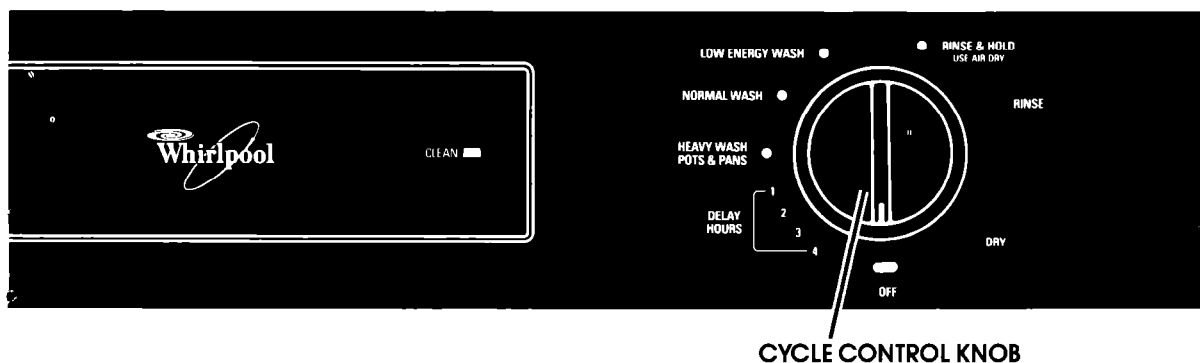 Whirlpool
CLEAN
LOW ENERGY WASH
NORMAL WASH
HEAVY WASH
POTS & PANS
DELAY
HOURS
1
2
3
4
RINSE & HOLD
USE AIR DRY
RINSE
DRY
OFF
CYCLE CONTROL KNOB